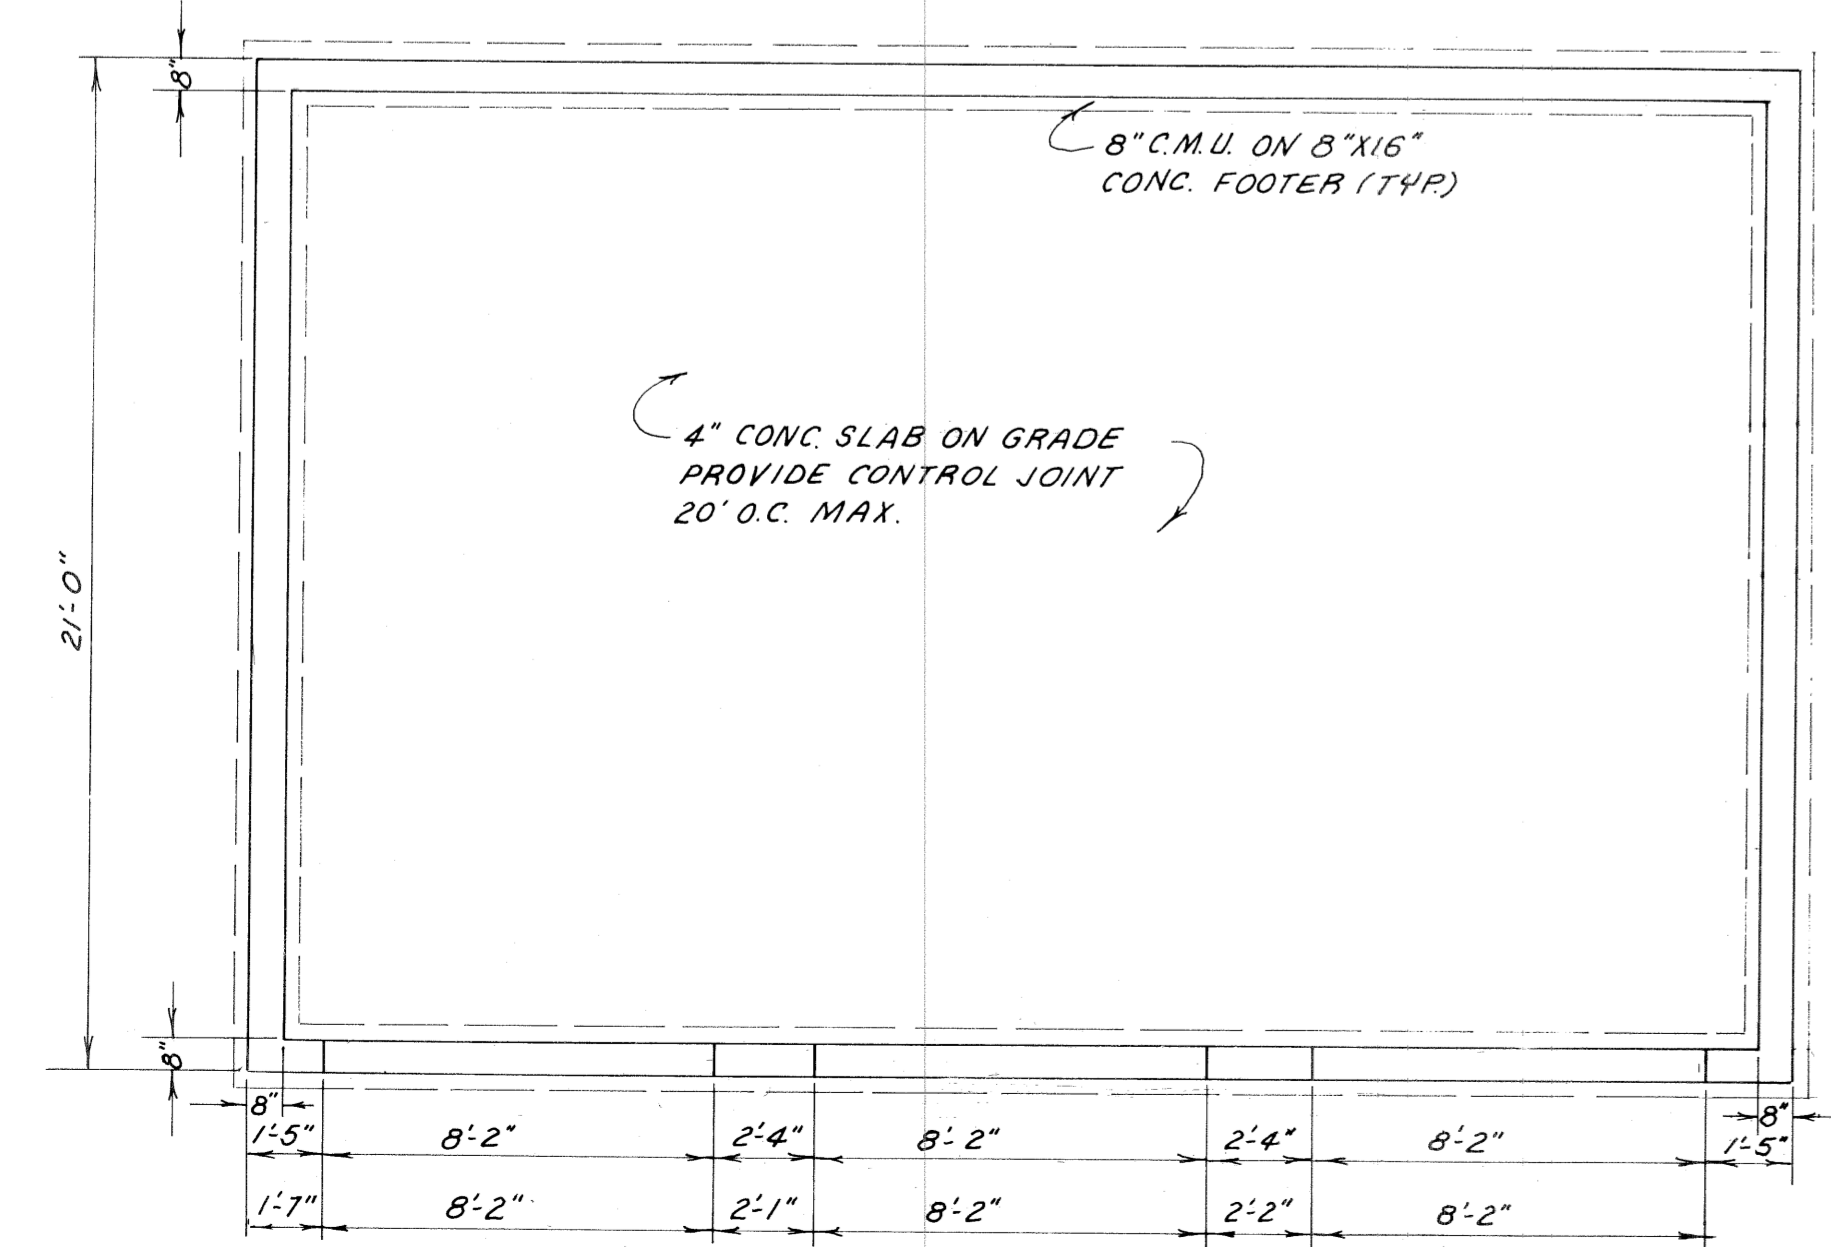 8"
8" C.M.U. ON 8"X16"
CONC. FOOTER (TYP.)
4" CONC. SLAB ON GRADE
PROVIDE CONTROL JOINT
20' O.C. MAX.
21'-0"
8"
8" 8"
1'-5" 8'-2" 2'-4" 8'-2" 2'-4" 8'-2" 1'-5"
1'-7" 8'-2" 2'-1" 8'-2" 2'-2" 8'-2"